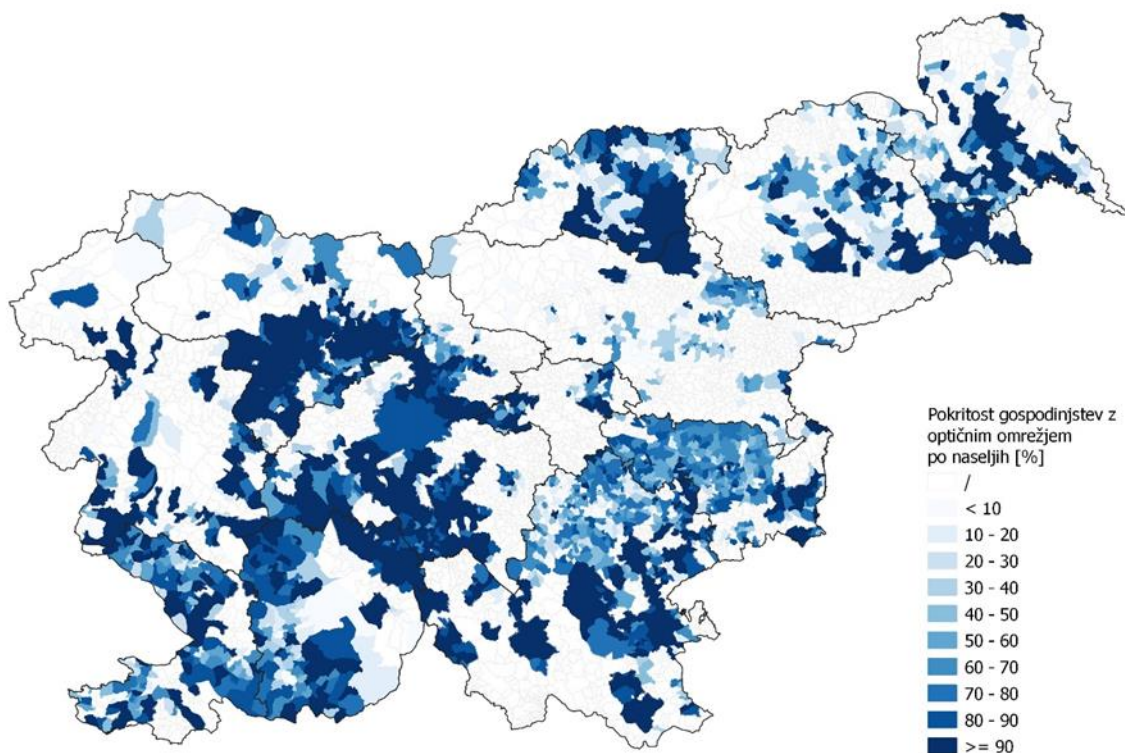 Pokritost gospodinjstev z
optičnim omrežjem
po naseljih [%]
/
< 10
10 - 20
20 - 30
30 - 40
40 - 50
50 - 60
60 - 70
70 - 80
80 - 90
>= 90